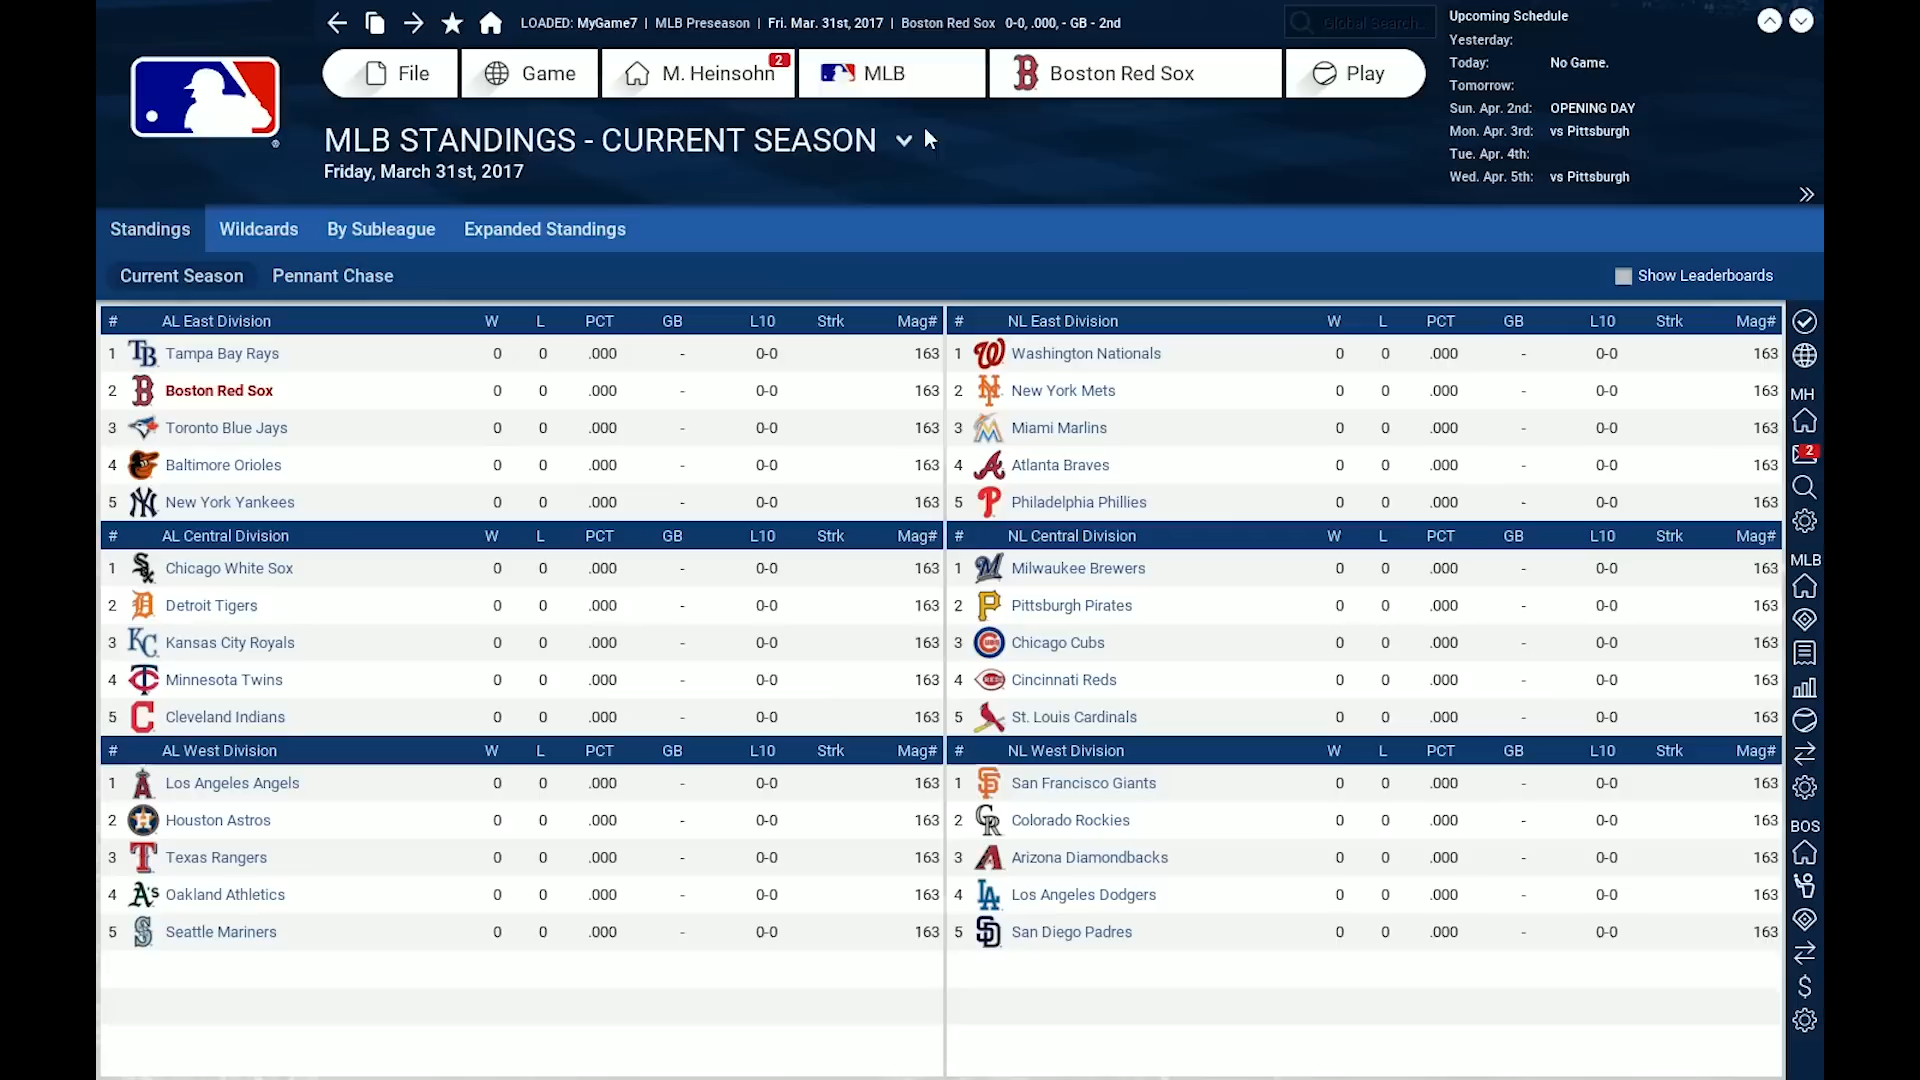 LOADED: MyGame7 | MLB Preseason | Fri. Mar. 31st, 2017 | Boston Red Sox 0-0, .000, - GB - 2nd
Global Search...
File
Game
M. Heinsohn 2
MLB
Boston Red Sox
Play
MLB STANDINGS - CURRENT SEASON
Friday, March 31st, 2017
Upcoming Schedule
Yesterday:
Today: No Game.
Tomorrow:
Sun. Apr. 2nd: OPENING DAY
Mon. Apr. 3rd: vs Pittsburgh
Tue. Apr. 4th:
Wed. Apr. 5th: vs Pittsburgh
Standings Wildcards By Subleague Expanded Standings
Current Season Pennant Chase
Show Leaderboards
# AL East Division W L PCT GB L10 Strk Mag#
1 Tampa Bay Rays 0 0 .000 - 0-0 163
2 Boston Red Sox 0 0 .000 - 0-0 163
3 Toronto Blue Jays 0 0 .000 - 0-0 163
4 Baltimore Orioles 0 0 .000 - 0-0 163
5 New York Yankees 0 0 .000 - 0-0 163
# AL Central Division W L PCT GB L10 Strk Mag#
1 Chicago White Sox 0 0 .000 - 0-0 163
2 Detroit Tigers 0 0 .000 - 0-0 163
3 Kansas City Royals 0 0 .000 - 0-0 163
4 Minnesota Twins 0 0 .000 - 0-0 163
5 Cleveland Indians 0 0 .000 - 0-0 163
# AL West Division W L PCT GB L10 Strk Mag#
1 Los Angeles Angels 0 0 .000 - 0-0 163
2 Houston Astros 0 0 .000 - 0-0 163
3 Texas Rangers 0 0 .000 - 0-0 163
4 Oakland Athletics 0 0 .000 - 0-0 163
5 Seattle Mariners 0 0 .000 - 0-0 163
# NL East Division W L PCT GB L10 Strk Mag#
1 Washington Nationals 0 0 .000 - 0-0 163
2 New York Mets 0 0 .000 - 0-0 163
3 Miami Marlins 0 0 .000 - 0-0 163
4 Atlanta Braves 0 0 .000 - 0-0 163
5 Philadelphia Phillies 0 0 .000 - 0-0 163
# NL Central Division W L PCT GB L10 Strk Mag#
1 Milwaukee Brewers 0 0 .000 - 0-0 163
2 Pittsburgh Pirates 0 0 .000 - 0-0 163
3 Chicago Cubs 0 0 .000 - 0-0 163
4 Cincinnati Reds 0 0 .000 - 0-0 163
5 St. Louis Cardinals 0 0 .000 - 0-0 163
# NL West Division W L PCT GB L10 Strk Mag#
1 San Francisco Giants 0 0 .000 - 0-0 163
2 Colorado Rockies 0 0 .000 - 0-0 163
3 Arizona Diamondbacks 0 0 .000 - 0-0 163
4 Los Angeles Dodgers 0 0 .000 - 0-0 163
5 San Diego Padres 0 0 .000 - 0-0 163
MH
2
MLB
BOS